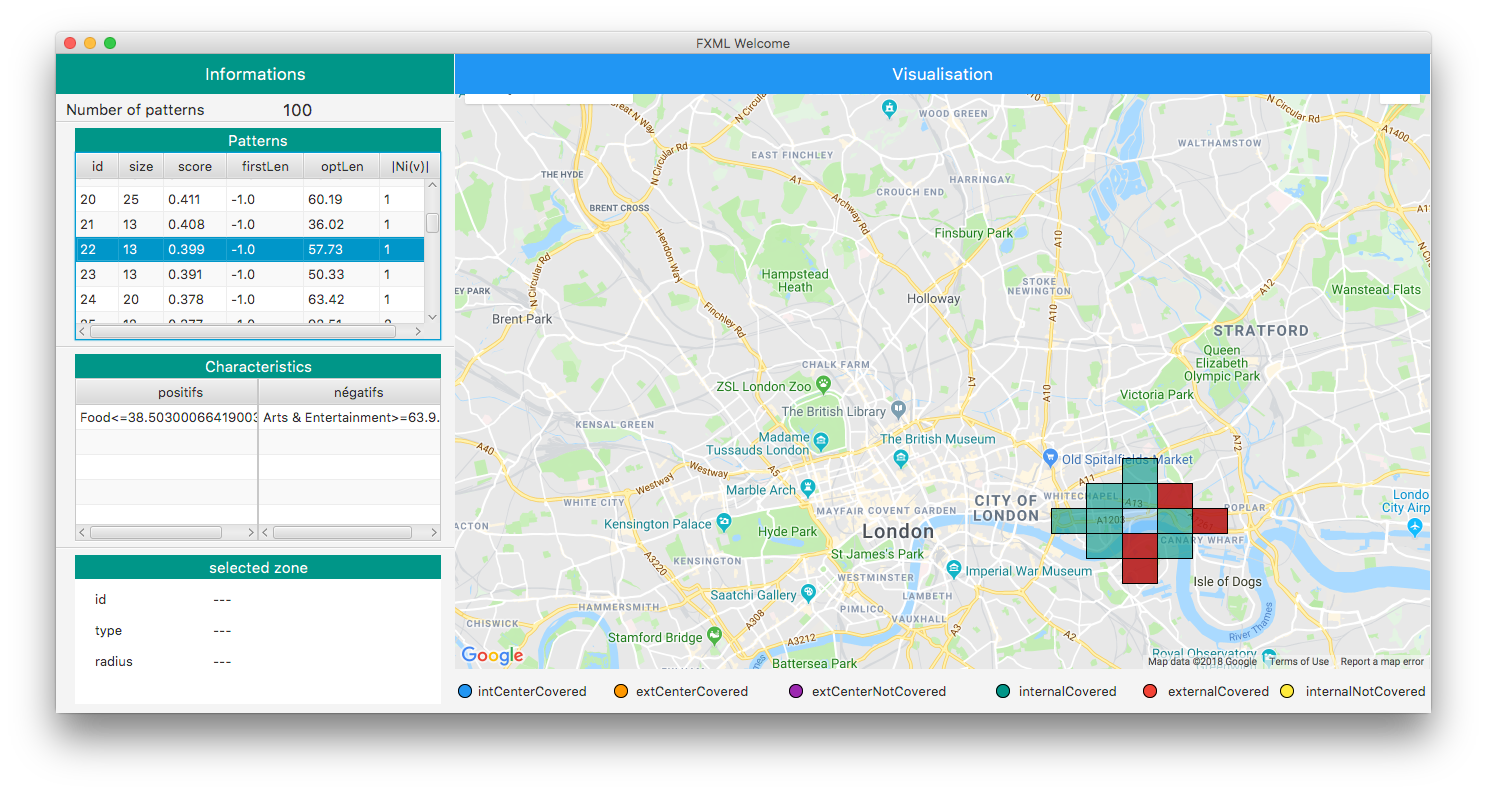 FXML Welcome
Informations
Number of patterns 100
Patterns
id size score firstLen optLen |Ni(v)|
20 25 0.411 -1.0 60.19 1
21 13 0.408 -1.0 36.02 1
22 13 0.399 -1.0 57.73 1
23 13 0.391 -1.0 50.33 1
24 20 0.378 -1.0 63.42 1
Characteristics
positifs négatifs
Food<=38.50300066419003 Arts & Entertainment>=63.9
selected zone
id ---
type ---
radius ---
Visualisation
WOOD GREEN
N Circular Rd
A10
N Circular Rd
A1400
WALTHAMSTOW
EAST FINCHLEY
THE HYDE
N Circular Rd
HARRINGAY
A1
CROUCH END
BRENT CROSS
Archway Rd
Finsbury Park
A10
Hendon Way
N Circular Rd
Hampstead
Heath
STOKE
NEWINGTON
A12
Wanstead Flats
EY PARK
Holloway
Brent Park
Finchley Rd
A10
STRATFORD
Queen
Elizabeth
Olympic Park
CHALK FARM
ZSL London Zoo
A1
A10
Victoria Park
The British Library
KENSAL GREEN
Madame
Tussauds London
The British Museum
A12
A40
Old Spitalfields Market
Westway
Westway
A5
A11
Marble Arch
WHITE CITY
CITY OF
LONDON
WHITECHAPEL
A13
Londo
City Airp
MAYFAIR
COVENT GARDEN
POPLAR
ACTON
Kensington Palace
Hyde Park
London
A1203
A1261
CANARY WHARF
St James's Park
A3220
KENSINGTON
WESTMINSTER
Imperial War Museum
Isle of Dogs
Saatchi Gallery
LAMBETH
HAMMERSMITH
PIMLICO
CHISWICK
A308
VAUXHALL
River Thames
Stamford Bridge
A3212
A3
A2
Battersea Park
Royal Observatory
Google
Map data ©2018 Google Terms of Use Report a map error
intCenterCovered extCenterCovered extCenterNotCovered internalCovered externalCovered internalNotCovered